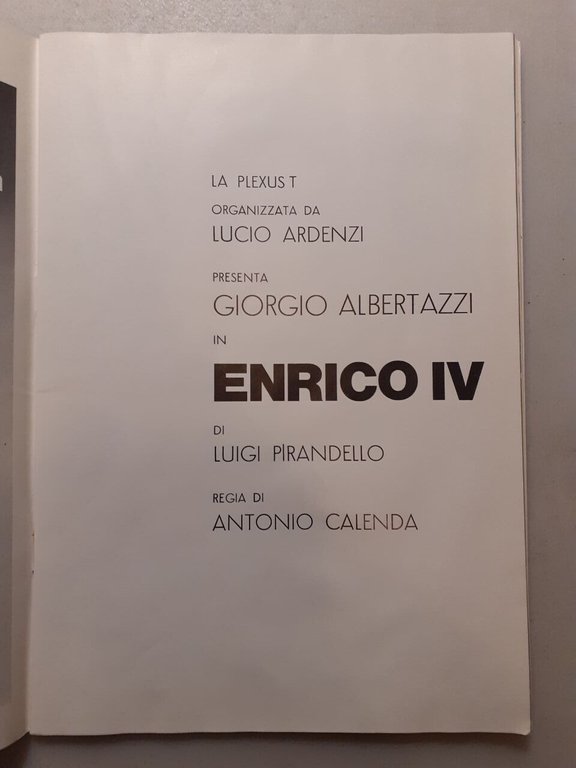 LA PLEXUS T
ORGANIZZATA DA
LUCIO ARDENZI
PRESENTA
GIORGIO ALBERTAZZI
IN
ENRICO IV
DI
LUIGI PIRANDELLO
REGIA DI
ANTONIO CALENDA